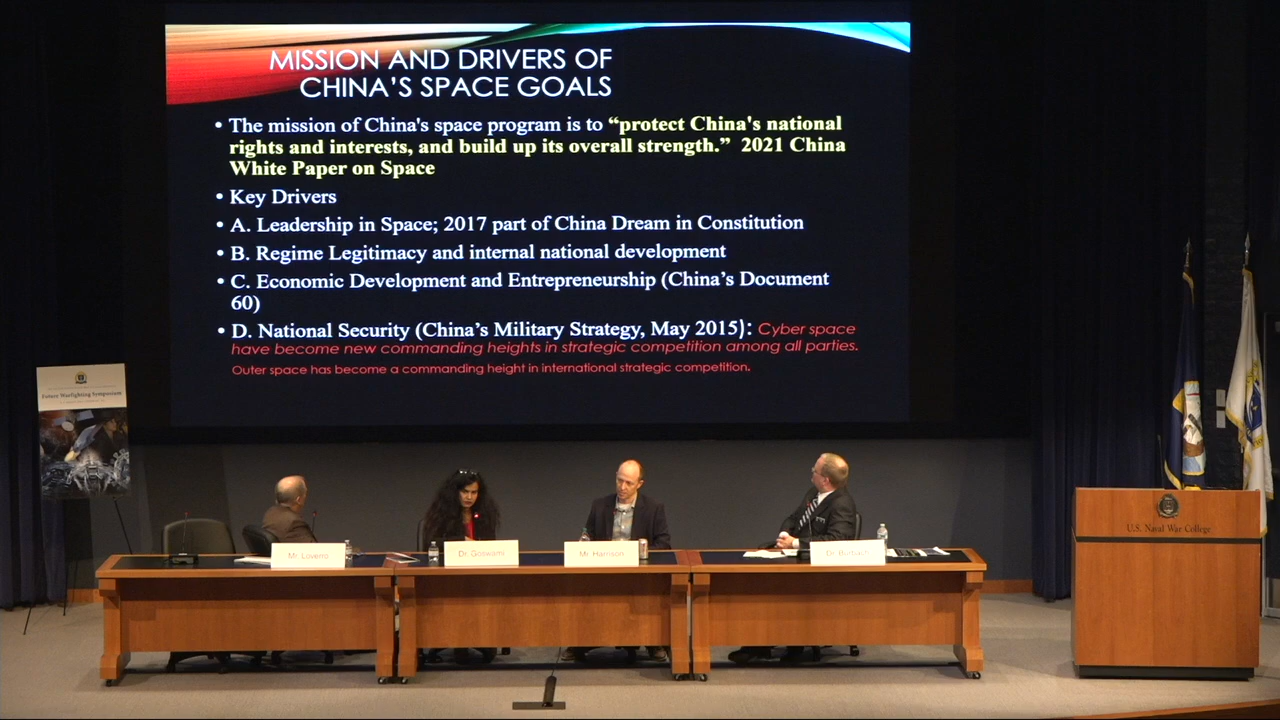 MISSION AND DRIVERS OF
CHINA'S SPACE GOALS
• The mission of China's space program is to “protect China's national
rights and interests, and build up its overall strength.” 2021 China
White Paper on Space
• Key Drivers
• A. Leadership in Space; 2017 part of China Dream in Constitution
• B. Regime Legitimacy and internal national development
• C. Economic Development and Entrepreneurship (China’s Document
60)
• D. National Security (China’s Military Strategy, May 2015): Cyber space
have become new commanding heights in strategic competition among all parties.
Outer space has become a commanding height in international strategic competition.
Future Warfighting Symposium
U.S. Naval War College
Mr. Loverro
Dr. Goswami
Mr. Harrison
Dr. Burbach